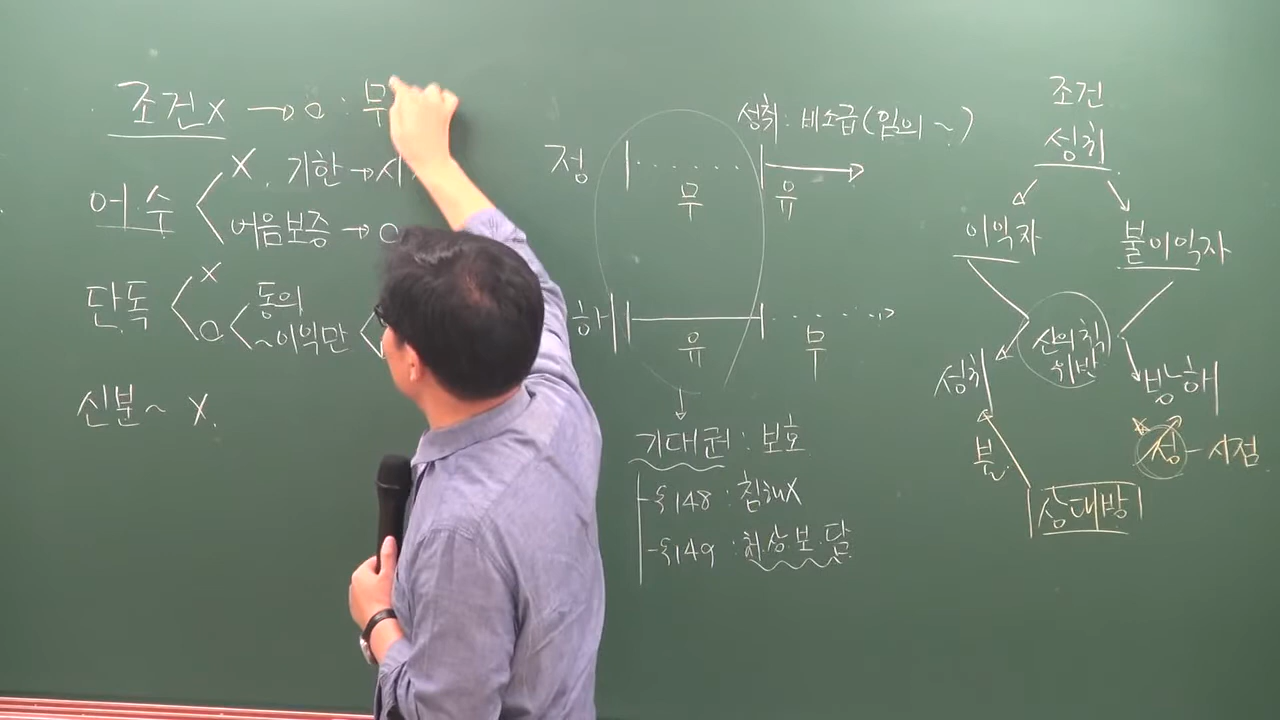 조건x → o : 무
어.수
X. 기한→시
어음보증 → O
단독
X
O
동의
~이익만
신분~ X.
성취: 비소급(임의 ~)
정
무
유
해
유
무
기대권 : 보호
§148 : 침해X
§149 : 처.상.보.담
조건
성취
이익자
불이익자
신의칙
위반
성취
방해
부
시점
상대방